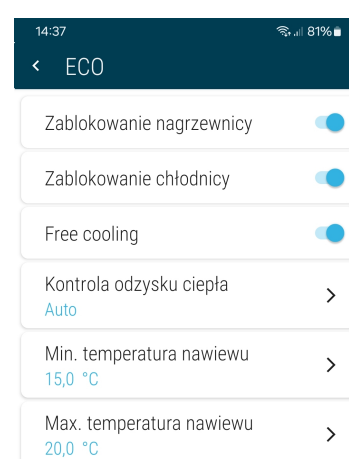 14:37 81%
ECO
Zablokowanie nagrzewnicy
Zablokowanie chłodnicy
Free cooling
Kontrola odzysku ciepła
Auto
Min. temperatura nawiewu
15,0 °C
Max. temperatura nawiewu
20,0 °C